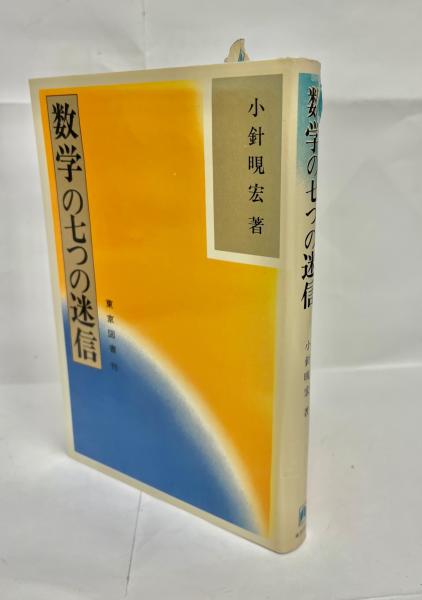 小針晛宏 著
数学の七つの迷信
東京図書刊
数学の七つの迷信
小針晛宏 著